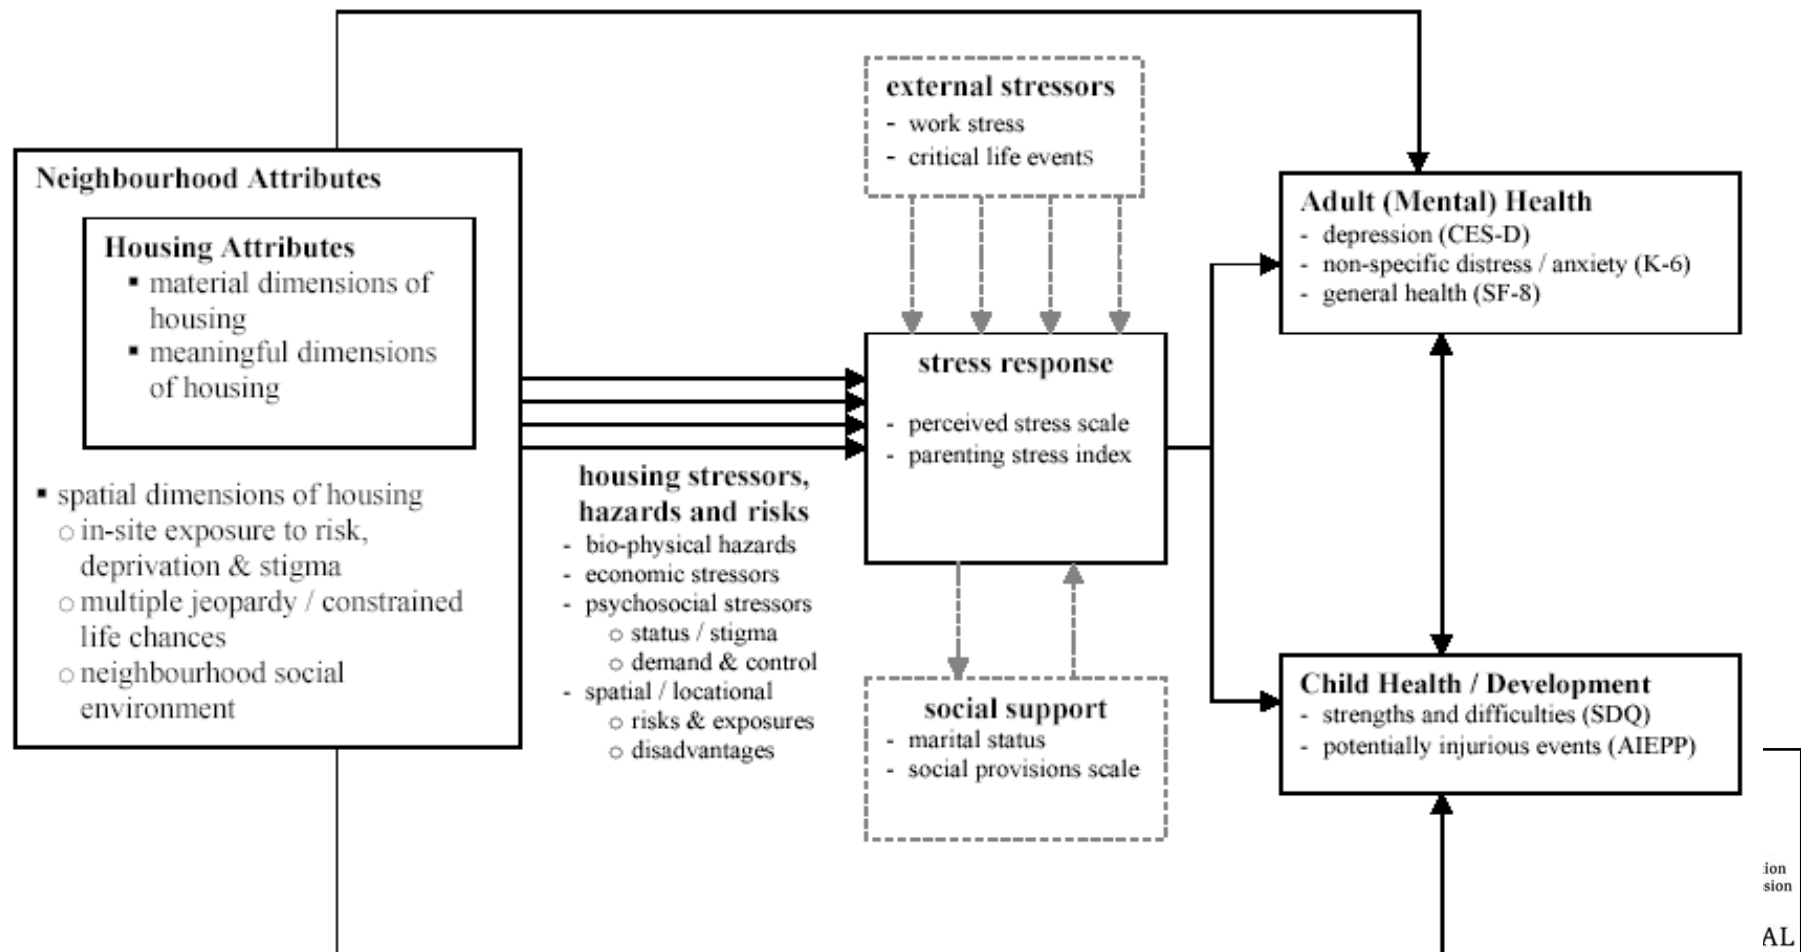 Neighbourhood Attributes
Housing Attributes
▪ material dimensions of
housing
▪ meaningful dimensions
of housing
▪ spatial dimensions of housing
○ in-site exposure to risk,
deprivation & stigma
○ multiple jeopardy / constrained
life chances
○ neighbourhood social
environment
housing stressors,
hazards and risks
- bio-physical hazards
- economic stressors
- psychosocial stressors
○ status / stigma
○ demand & control
- spatial / locational
○ risks & exposures
○ disadvantages
external stressors
- work stress
- critical life events
stress response
- perceived stress scale
- parenting stress index
social support
- marital status
- social provisions scale
Adult (Mental) Health
- depression (CES-D)
- non-specific distress / anxiety (K-6)
- general health (SF-8)
Child Health / Development
- strengths and difficulties (SDQ)
- potentially injurious events (AIEPP)
sion
AL